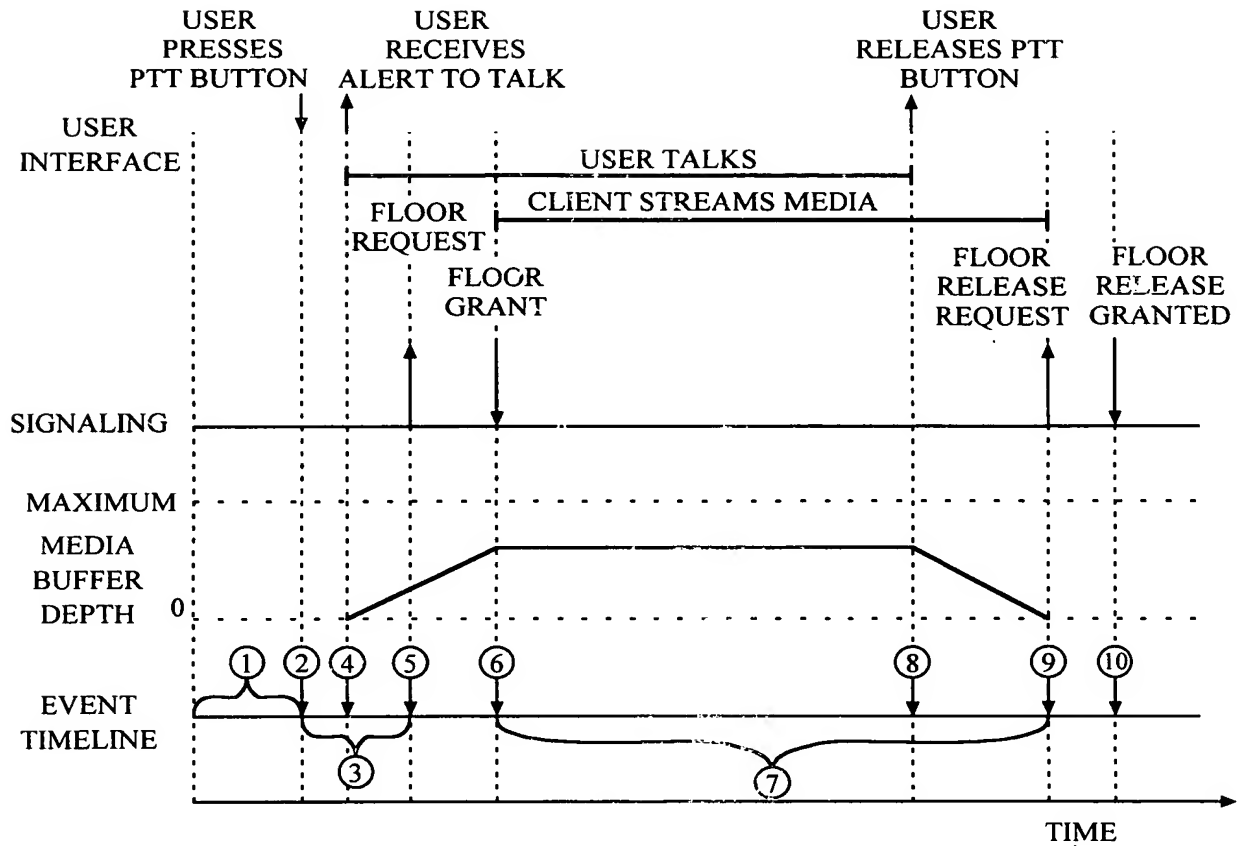 USER
PRESSES
PTT BUTTON
USER
RECEIVES
ALERT TO TALK
USER
RELEASES PTT
BUTTON
USER
INTERFACE
USER TALKS
CLIENT STREAMS MEDIA
FLOOR
REQUEST
FLOOR
GRANT
FLOOR
RELEASE
REQUEST
FLOOR
RELEASE
GRANTED
SIGNALING
MAXIMUM
MEDIA
BUFFER
DEPTH
0
1
2
4
5
6
8
9
10
EVENT
TIMELINE
3
7
TIME